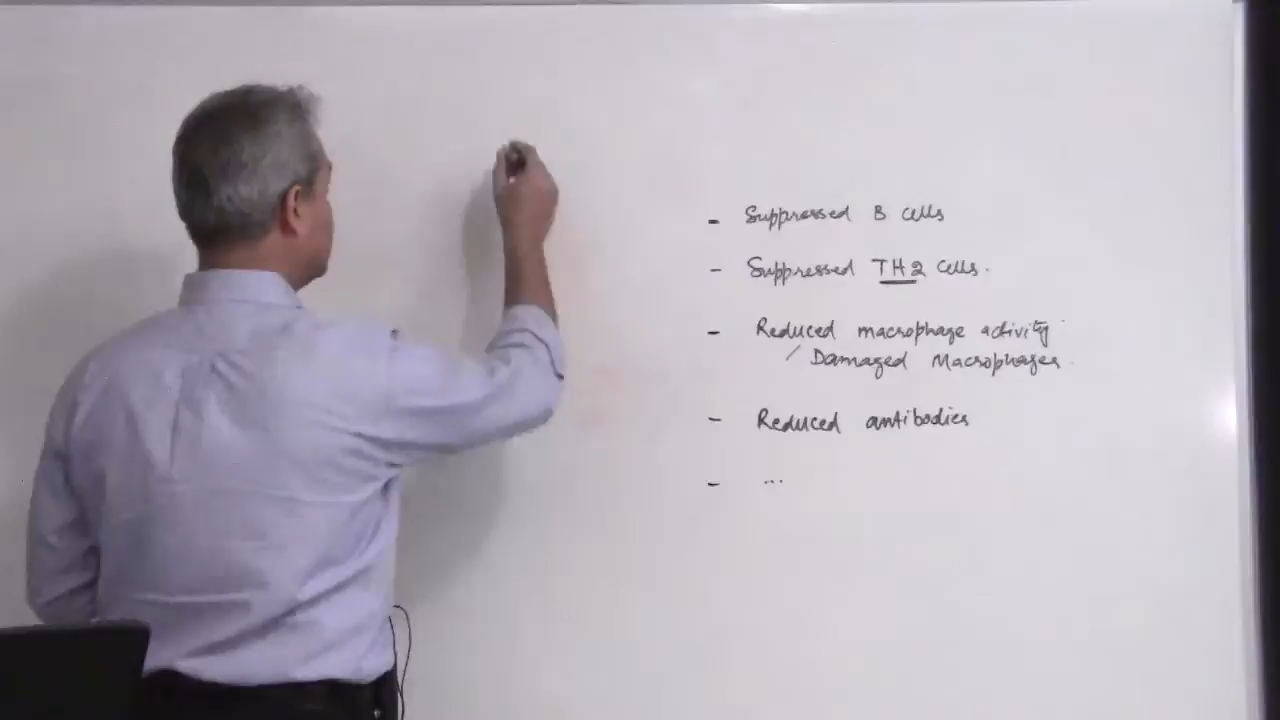 - Suppressed B cells
- Suppressed TH2 cells.
- Reduced macrophage activity
/ Damaged Macrophages.
- Reduced antibodies
- ...